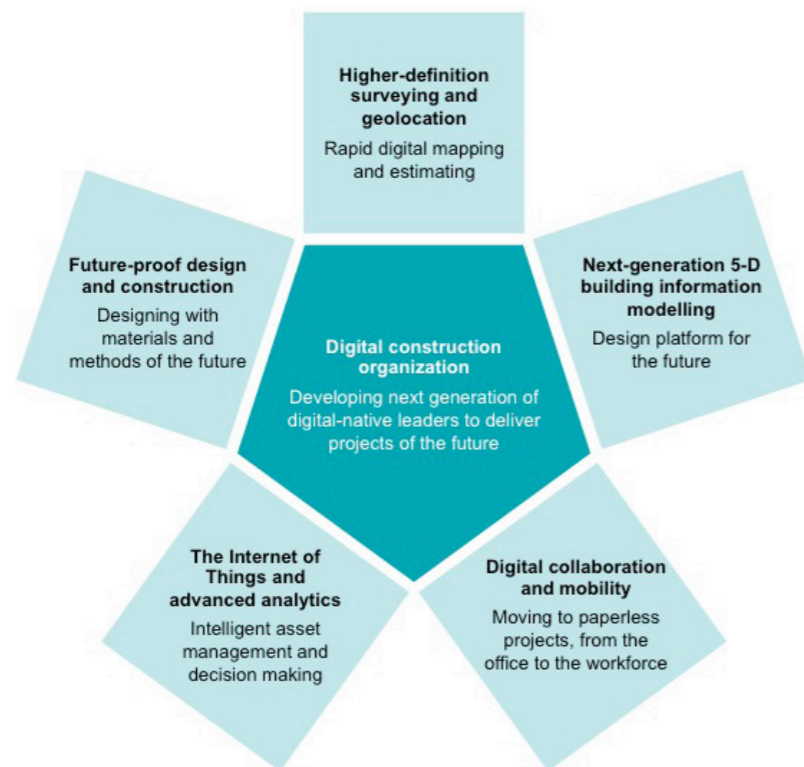 Higher-definition
surveying and
geolocation
Rapid digital mapping
and estimating
Future-proof design
and construction
Designing with
materials and
methods of the future
Next-generation 5-D
building information
modelling
Design platform for
the future
Digital construction
organization
Developing next generation of
digital-native leaders to deliver
projects of the future
The Internet of
Things and
advanced analytics
Intelligent asset
management and
decision making
Digital collaboration
and mobility
Moving to paperless
projects, from the
office to the workforce